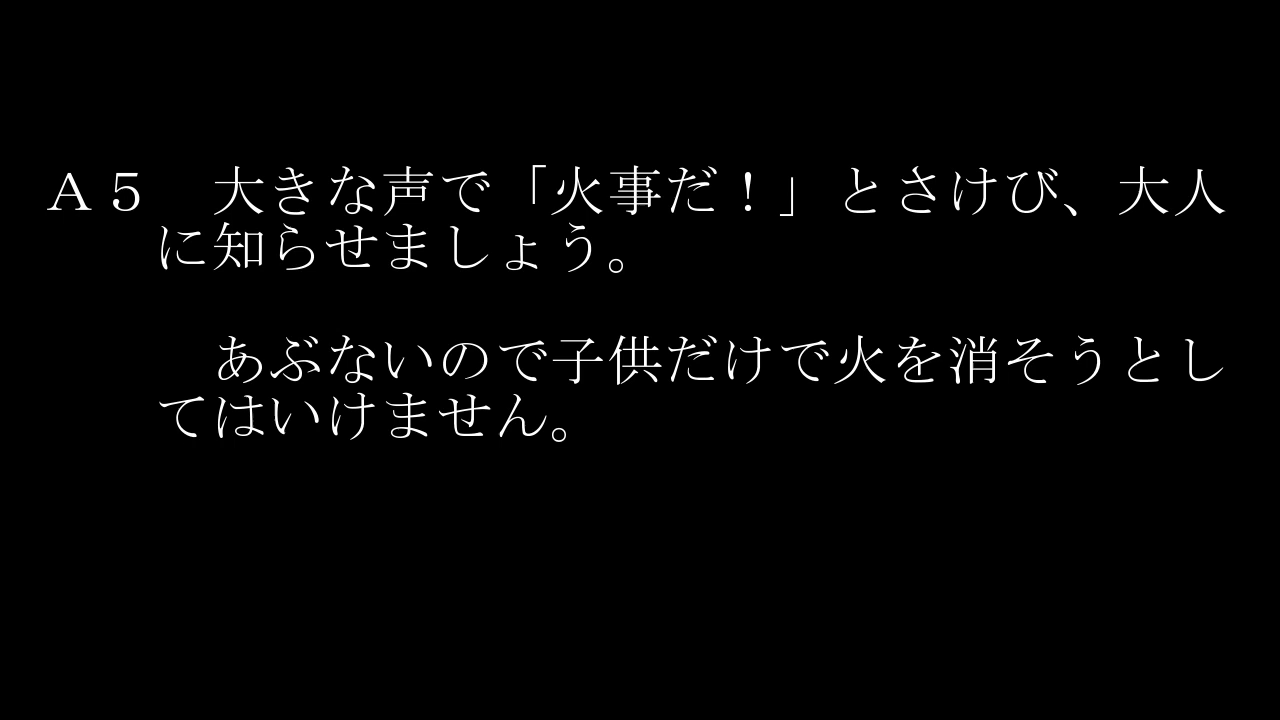 Ａ５　大きな声で「火事だ！」とさけび、大人
に知らせましょう。
あぶないので子供だけで火を消そうとし
てはいけません。